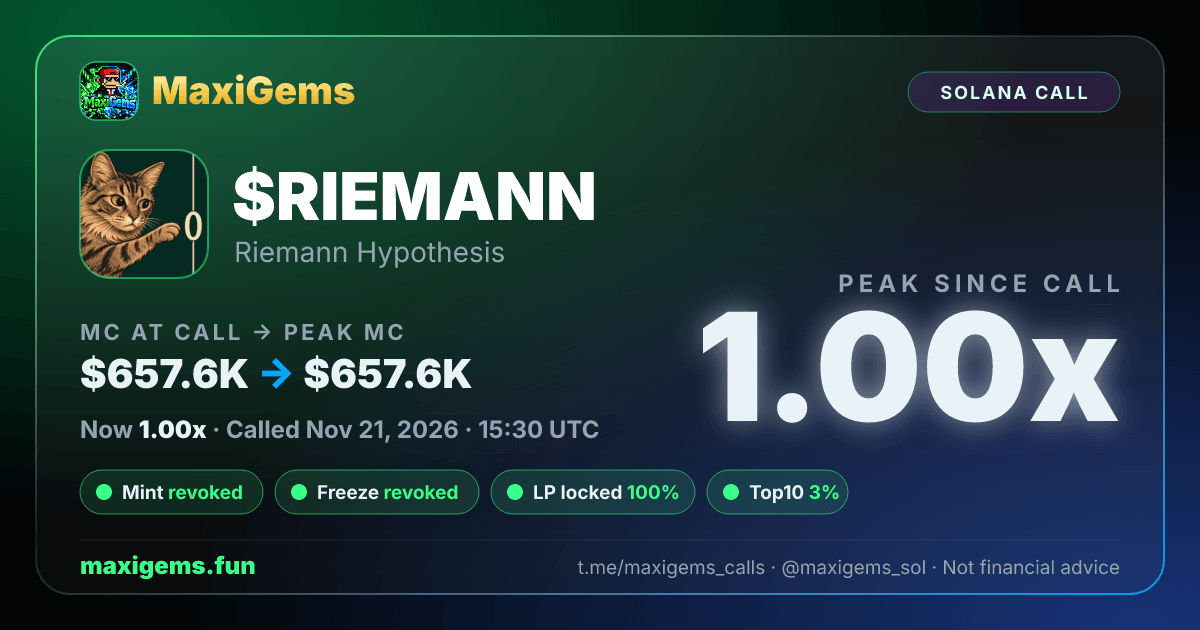 MaxiGems
MaxiGems
SOLANA CALL
$RIEMANN
Riemann Hypothesis
0
PEAK SINCE CALL
1.00x
MC AT CALL → PEAK MC
$657.6K → $657.6K
Now 1.00x · Called Nov 21, 2026 · 15:30 UTC
Mint revoked
Freeze revoked
LP locked 100%
Top10 3%
maxigems.fun
t.me/maxigems_calls · @maxigems_sol · Not financial advice